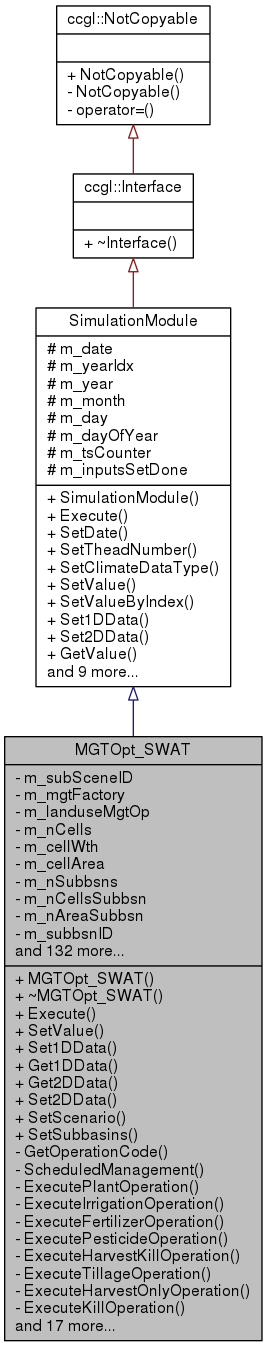 ccgl::NotCopyable
+ NotCopyable()
- NotCopyable()
- operator=()
ccgl::Interface
+ ~Interface()
SimulationModule
# m_date
# m_yearIdx
# m_year
# m_month
# m_day
# m_dayOfYear
# m_tsCounter
# m_inputsSetDone
+ SimulationModule()
+ Execute()
+ SetDate()
+ SetTheadNumber()
+ SetClimateDataType()
+ SetValue()
+ SetValueByIndex()
+ Set1DData()
+ Set2DData()
+ GetValue()
and 9 more...
MGTOpt_SWAT
- m_subSceneID
- m_mgtFactory
- m_landuseMgtOp
- m_nCells
- m_cellWth
- m_cellArea
- m_nSubbsns
- m_nCellsSubbsn
- m_nAreaSubbsn
- m_subbsnID
and 132 more...
+ MGTOpt_SWAT()
+ ~MGTOpt_SWAT()
+ Execute()
+ SetValue()
+ Set1DData()
+ Get1DData()
+ Get2DData()
+ Set2DData()
+ SetScenario()
+ SetSubbasins()
- GetOperationCode()
- ScheduledManagement()
- ExecutePlantOperation()
- ExecuteIrrigationOperation()
- ExecuteFertilizerOperation()
- ExecutePesticideOperation()
- ExecuteHarvestKillOperation()
- ExecuteTillageOperation()
- ExecuteHarvestOnlyOperation()
- ExecuteKillOperation()
and 17 more...